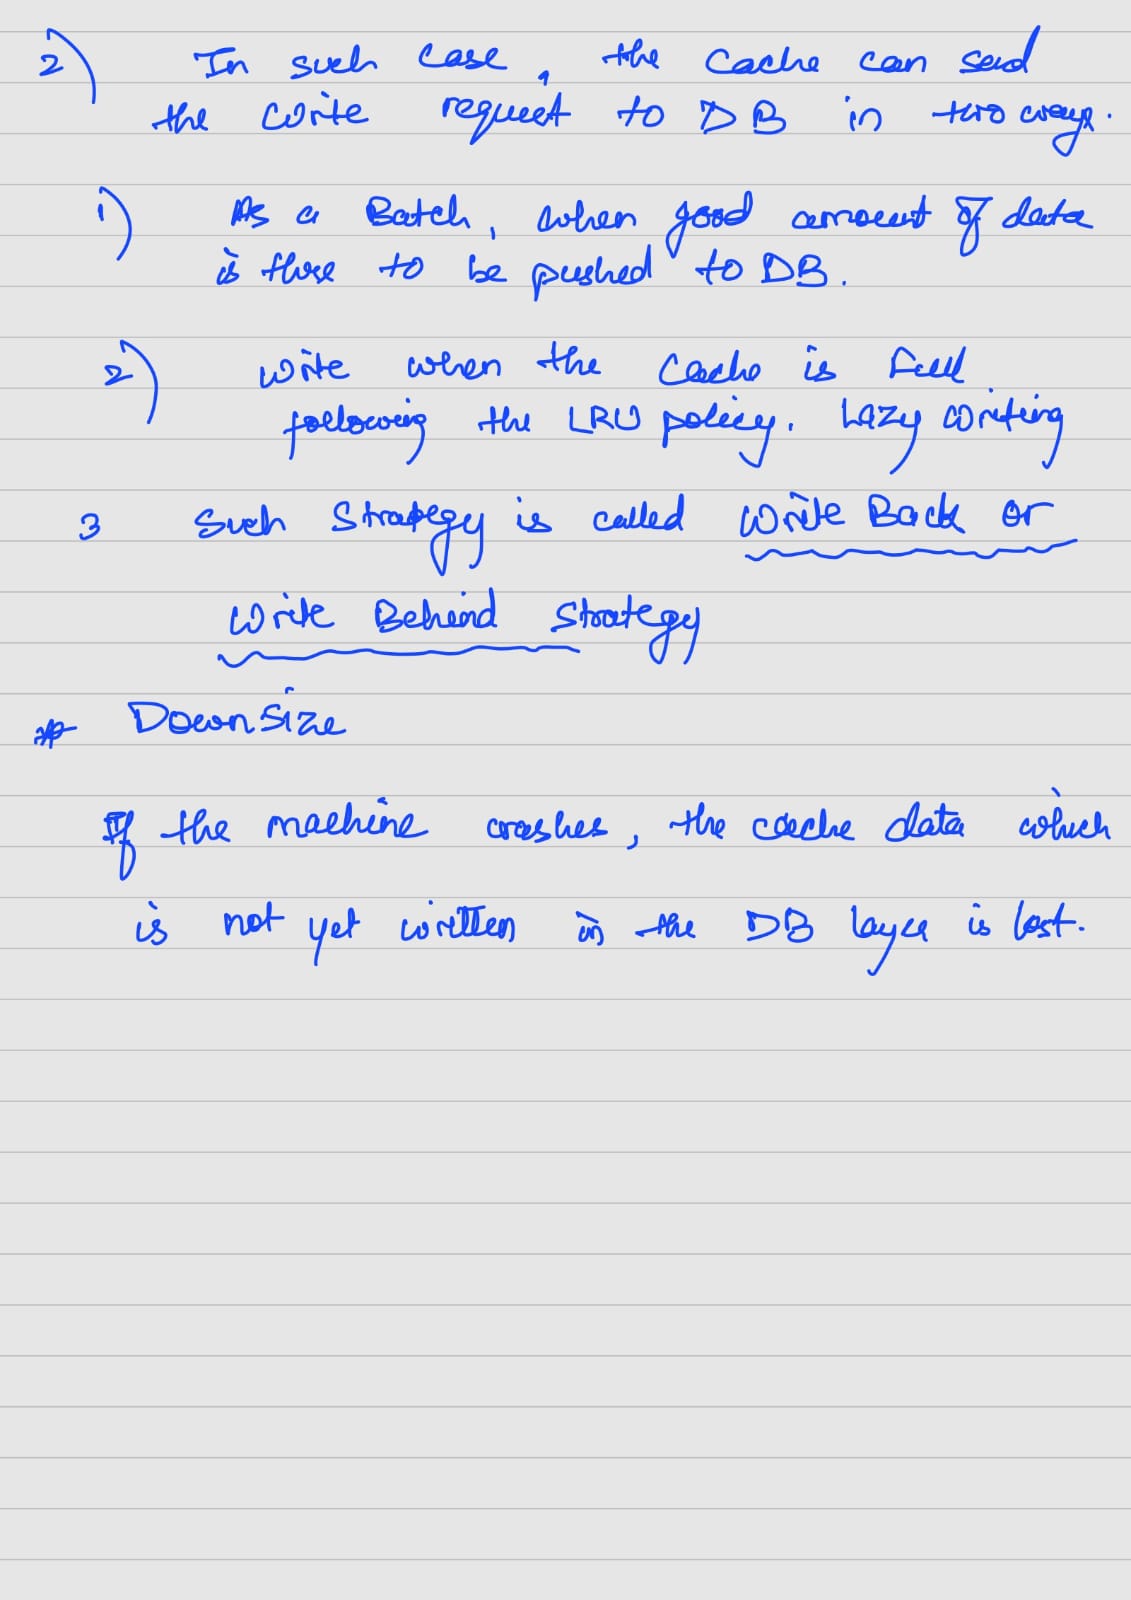 2) In such case, the Cache can send
the write request to DB in two ways.
1) As a Batch, when good amount of data
is there to be pushed to DB.
2) Write when the Cache is full
following the LRU policy. Lazy writing
3 Such Strategy is called Write Back or
Write Behind Strategy
* Downsize
If the machine crashes, the cache data which
is not yet written in the DB layer is lost.